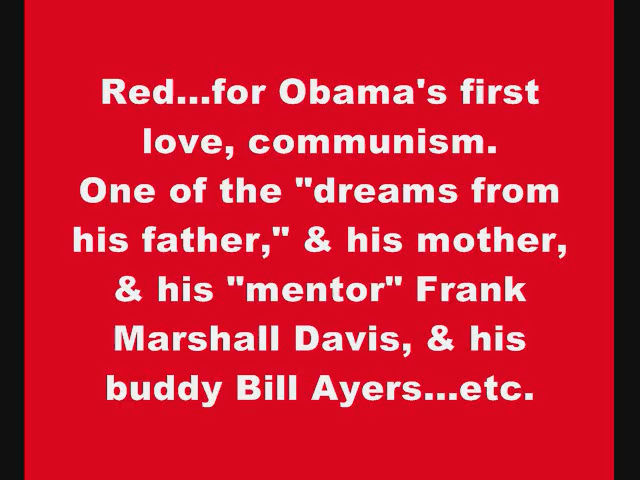 Red...for Obama's first
love, communism.
One of the "dreams from
his father," & his mother,
& his "mentor" Frank
Marshall Davis, & his
buddy Bill Ayers...etc.